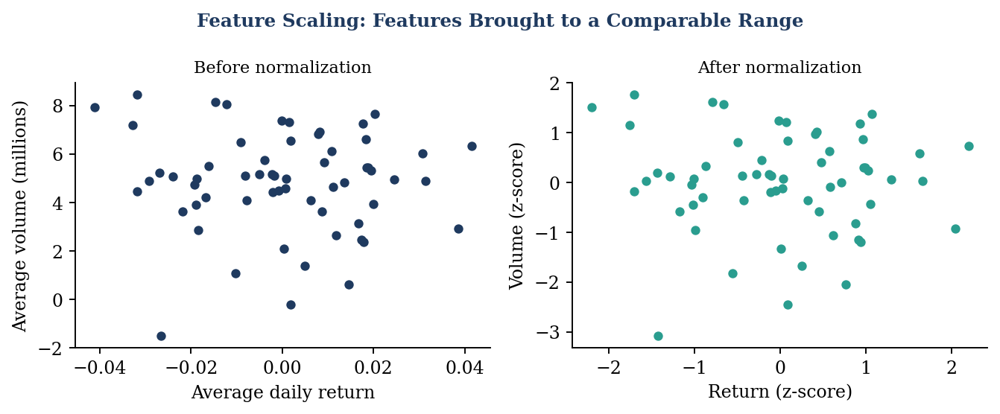 Feature Scaling: Features Brought to a Comparable Range
Before normalization
Average volume (millions)
8
6
4
2
0
−2
−0.04 −0.02 0.00 0.02 0.04
Average daily return
After normalization
Volume (z-score)
2
1
0
−1
−2
−3
−2 −1 0 1 2
Return (z-score)